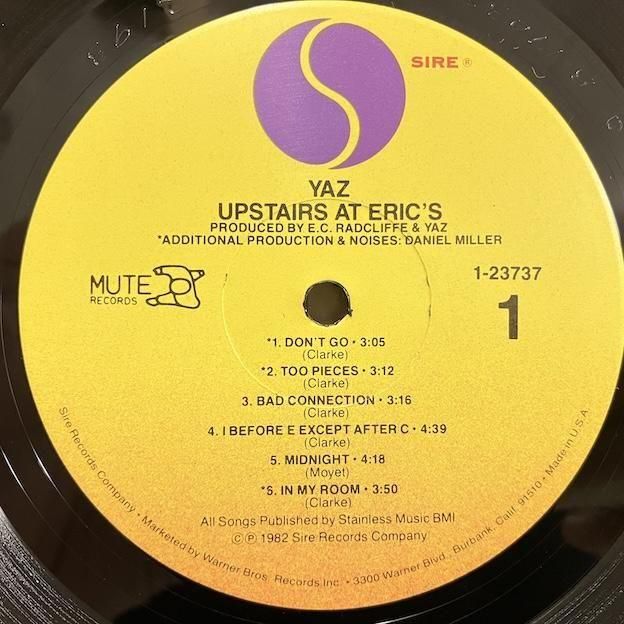 SIRE ®
YAZ
UPSTAIRS AT ERIC'S
PRODUCED BY E.C. RADCLIFFE & YAZ
*ADDITIONAL PRODUCTION & NOISES: DANIEL MILLER
MUTE
RECORDS
1-23737
1
*1. DON'T GO • 3:05
(Clarke)
*2. TOO PIECES • 3:12
(Clarke)
3. BAD CONNECTION • 3:16
(Clarke)
4. I BEFORE E EXCEPT AFTER C • 4:39
(Clarke)
5. MIDNIGHT • 4:18
(Moyet)
*6. IN MY ROOM • 3:50
(Clarke)
All Songs Published by Stainless Music BMI
© ℗ 1982 Sire Records Company
Sire Records Company • Marketed by Warner Bros. Records Inc. • 3300 Warner Blvd., Burbank, Calif. 91510 • Made in U.S.A.